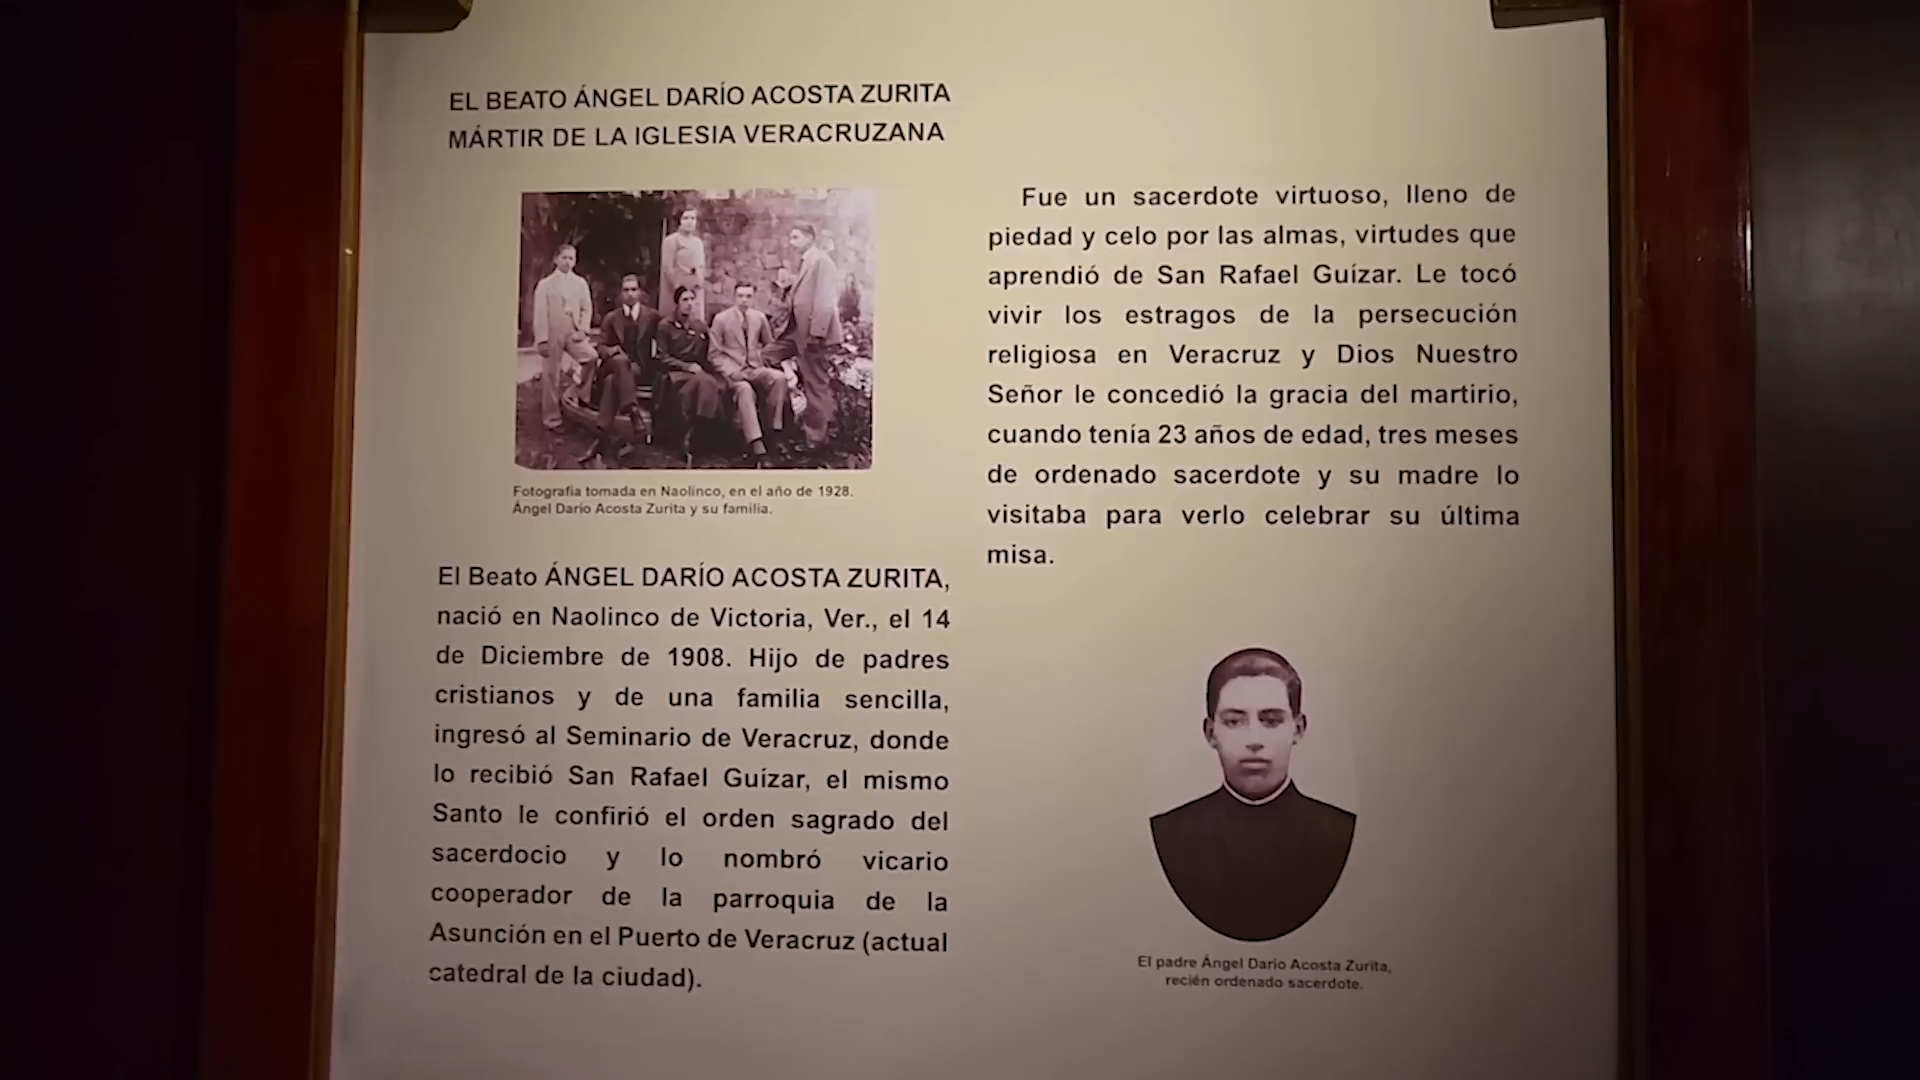 EL BEATO ÁNGEL DARÍO ACOSTA ZURITA
MÁRTIR DE LA IGLESIA VERACRUZANA
Fotografía tomada en Naolinco, en el año de 1928.
Ángel Darío Acosta Zurita y su familia.
El Beato ÁNGEL DARÍO ACOSTA ZURITA,
nació en Naolinco de Victoria, Ver., el 14
de Diciembre de 1908. Hijo de padres
cristianos y de una familia sencilla,
ingresó al Seminario de Veracruz, donde
lo recibió San Rafael Guízar, el mismo
Santo le confirió el orden sagrado del
sacerdocio y lo nombró vicario
cooperador de la parroquia de la
Asunción en el Puerto de Veracruz (actual
catedral de la ciudad).
Fue un sacerdote virtuoso, lleno de
piedad y celo por las almas, virtudes que
aprendió de San Rafael Guízar. Le tocó
vivir los estragos de la persecución
religiosa en Veracruz y Dios Nuestro
Señor le concedió la gracia del martirio,
cuando tenía 23 años de edad, tres meses
de ordenado sacerdote y su madre lo
visitaba para verlo celebrar su última
misa.
El padre Ángel Darío Acosta Zurita,
recién ordenado sacerdote.